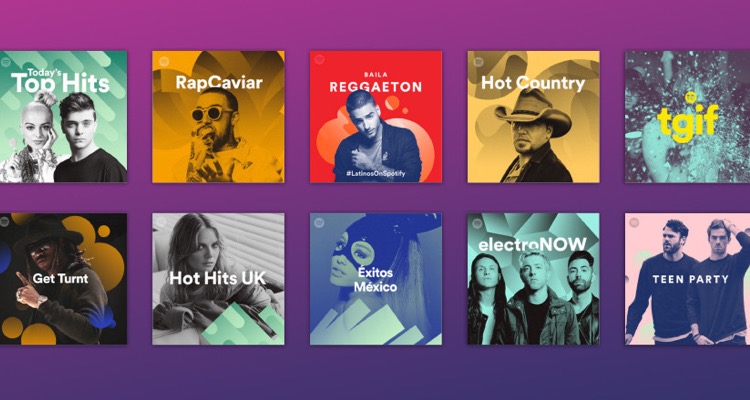 Today's
Top Hits
RapCaviar
BAILA
REGGAETON
#LatinosOnSpotify
Hot Country
tgif
Get Turnt
Hot Hits UK
Éxitos
México
electroNOW
TEEN PARTY